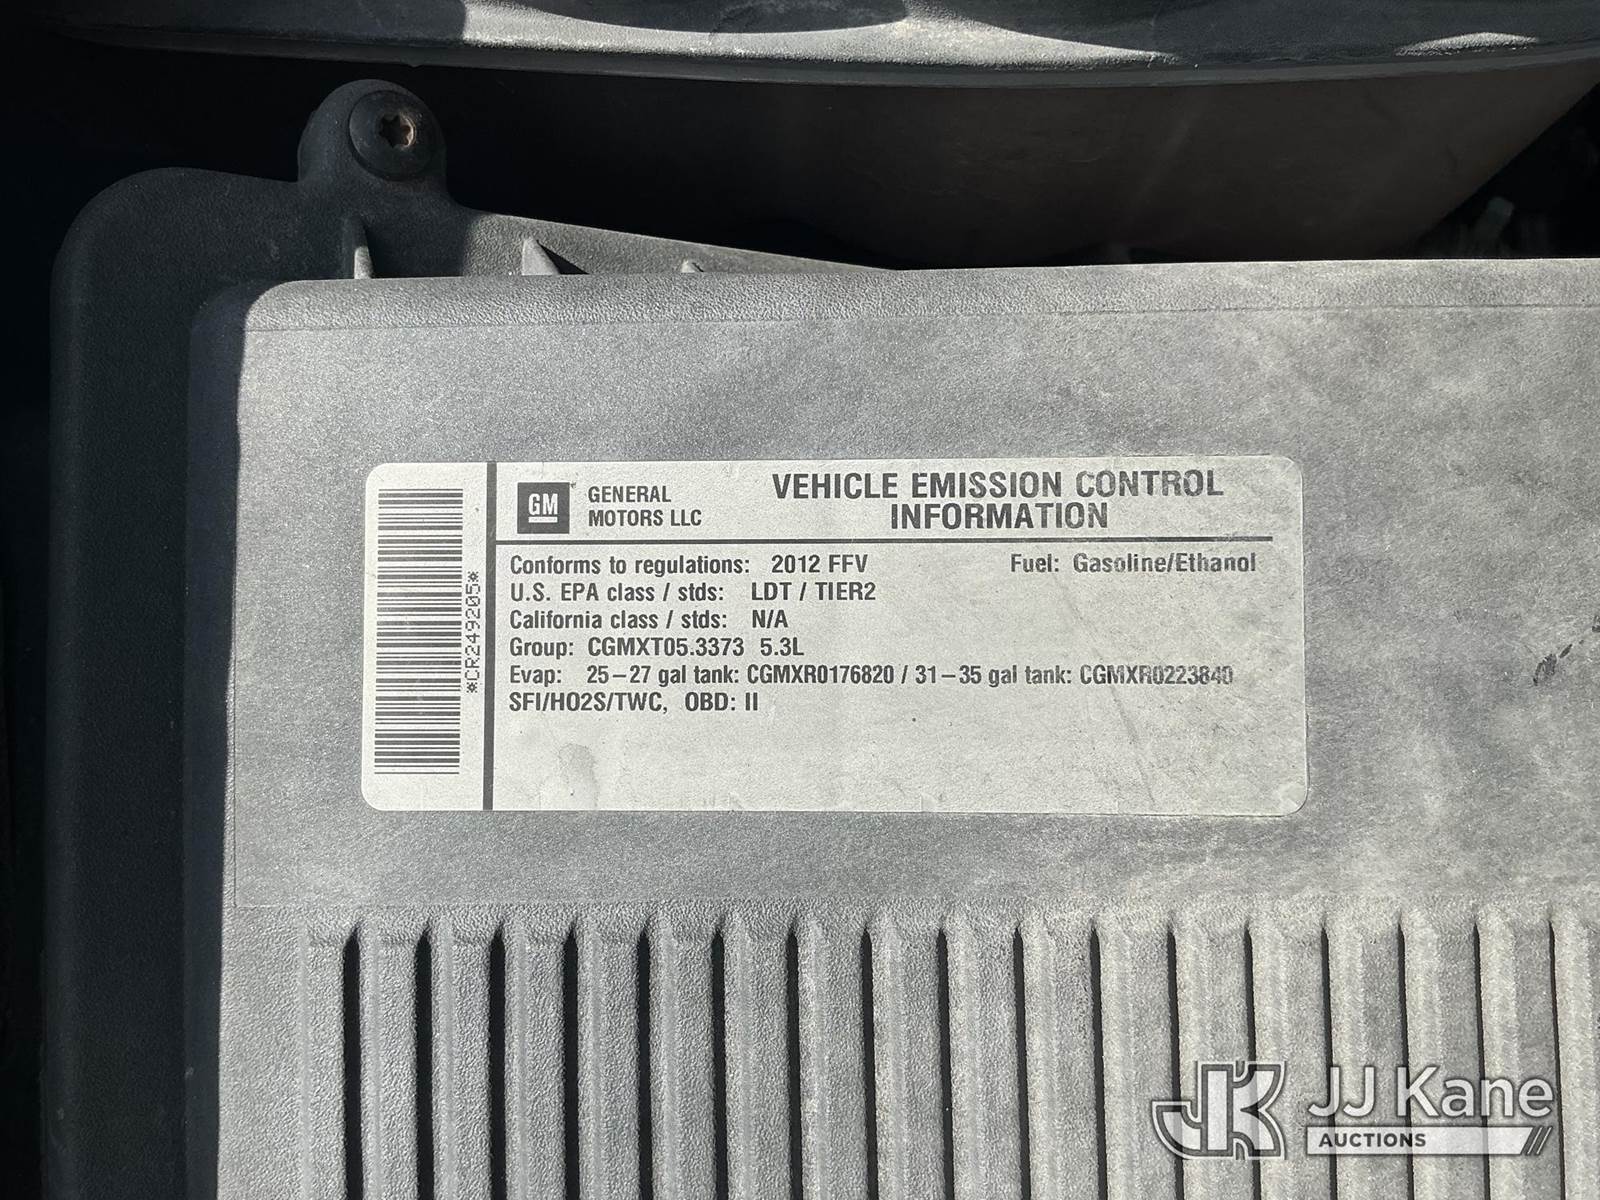 *CR249205*
GM
GENERAL
MOTORS LLC
VEHICLE EMISSION CONTROL
INFORMATION
Conforms to regulations: 2012 FFV Fuel: Gasoline/Ethanol
U.S. EPA class / stds: LDT / TIER2
California class / stds: N/A
Group: CGMXT05.3373 5.3L
Evap: 25–27 gal tank: CGMXR0176820 / 31–35 gal tank: CGMXR0223840
SFI/HO2S/TWC, OBD: II
JK JJ Kane
AUCTIONS